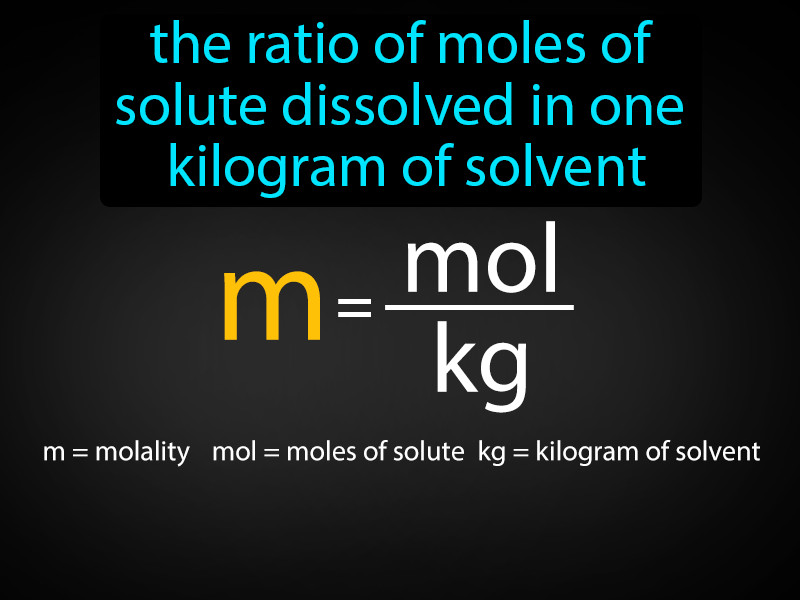 the ratio of moles of
solute dissolved in one
kilogram of solvent
m = mol
kg
m = molality mol = moles of solute kg = kilogram of solvent